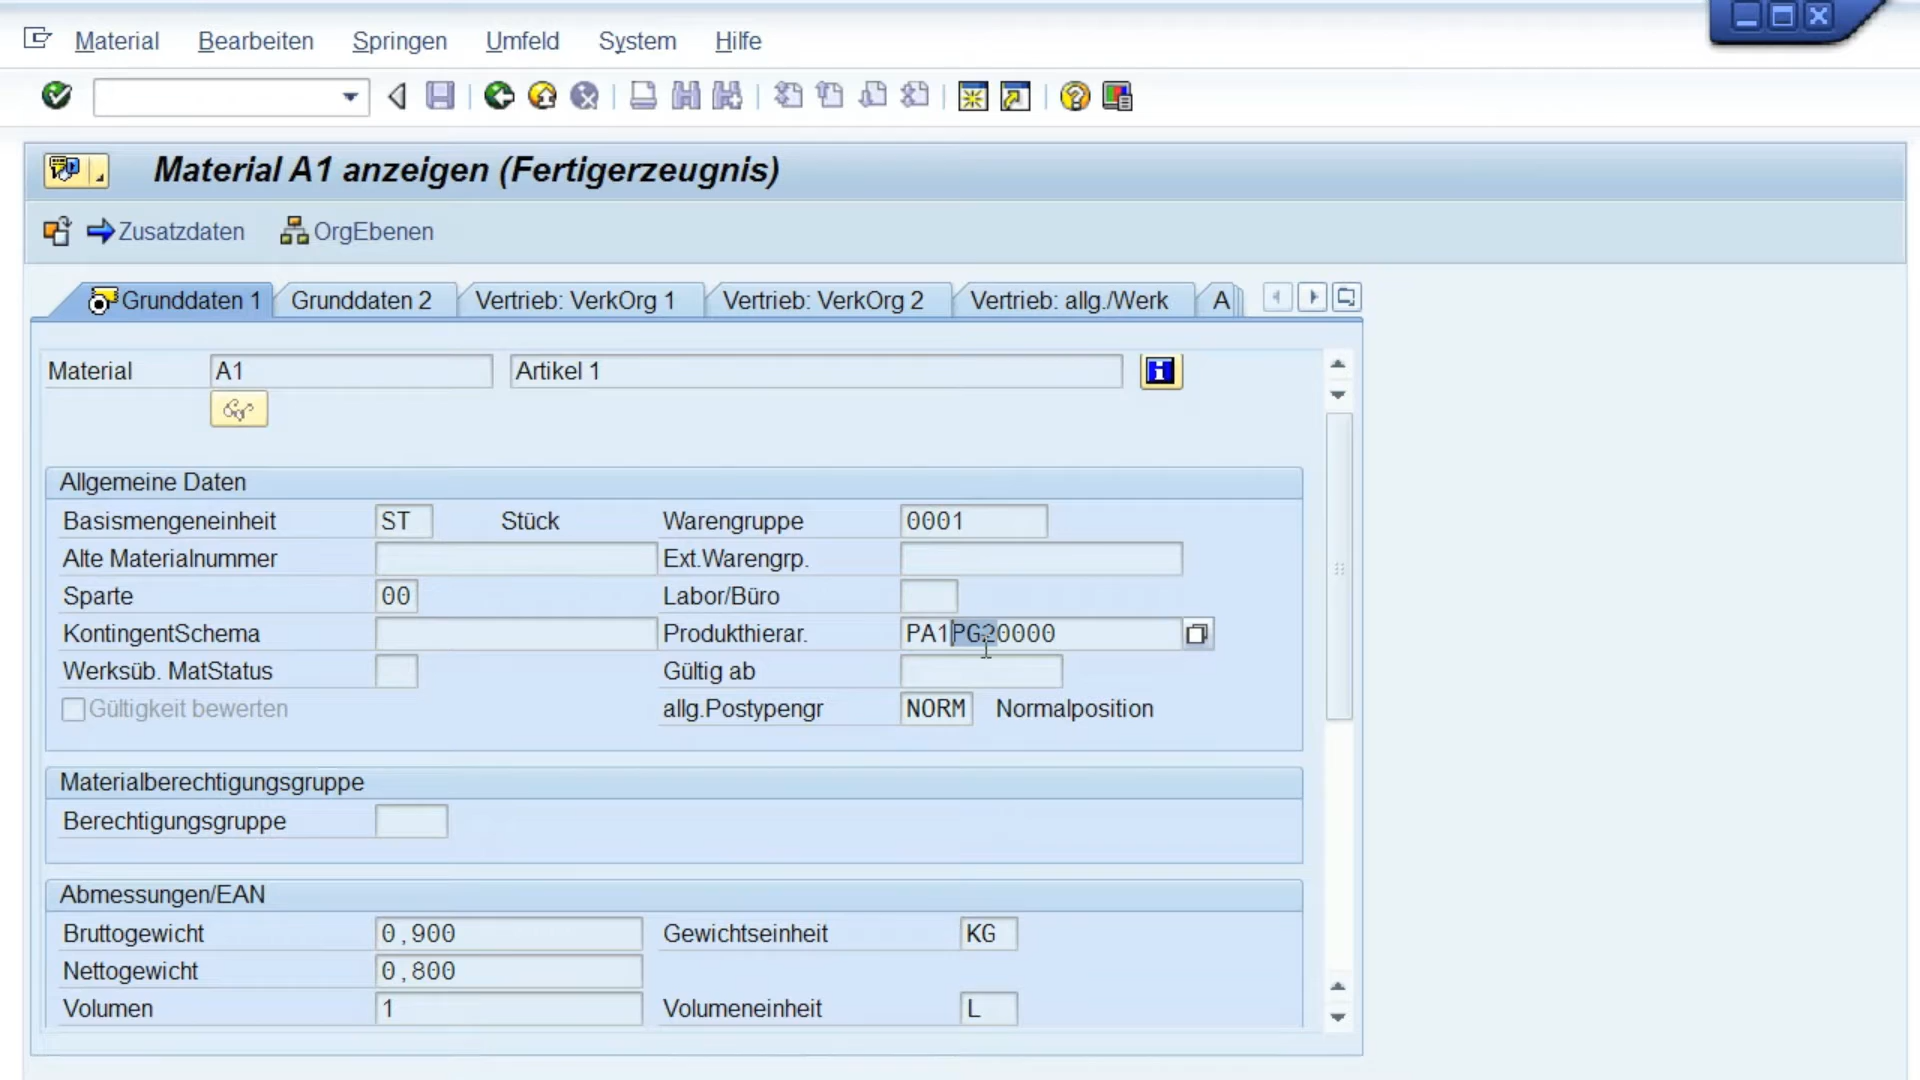 Material Bearbeiten Springen Umfeld System Hilfe
Material A1 anzeigen (Fertigerzeugnis)
Zusatzdaten OrgEbenen
Grunddaten 1 Grunddaten 2 Vertrieb: VerkOrg 1 Vertrieb: VerkOrg 2 Vertrieb: allg./Werk A
Material A1 Artikel 1
Allgemeine Daten
Basismengeneinheit ST Stück Warengruppe 0001
Alte Materialnummer Ext.Warengrp.
Sparte 00 Labor/Büro
KontingentSchema Produkthierar. PA1PG20000
Werksüb. MatStatus Gültig ab
Gültigkeit bewerten allg.Postypengr NORM Normalposition
Materialberechtigungsgruppe
Berechtigungsgruppe
Abmessungen/EAN
Bruttogewicht 0,900 Gewichtseinheit KG
Nettogewicht 0,800
Volumen 1 Volumeneinheit L